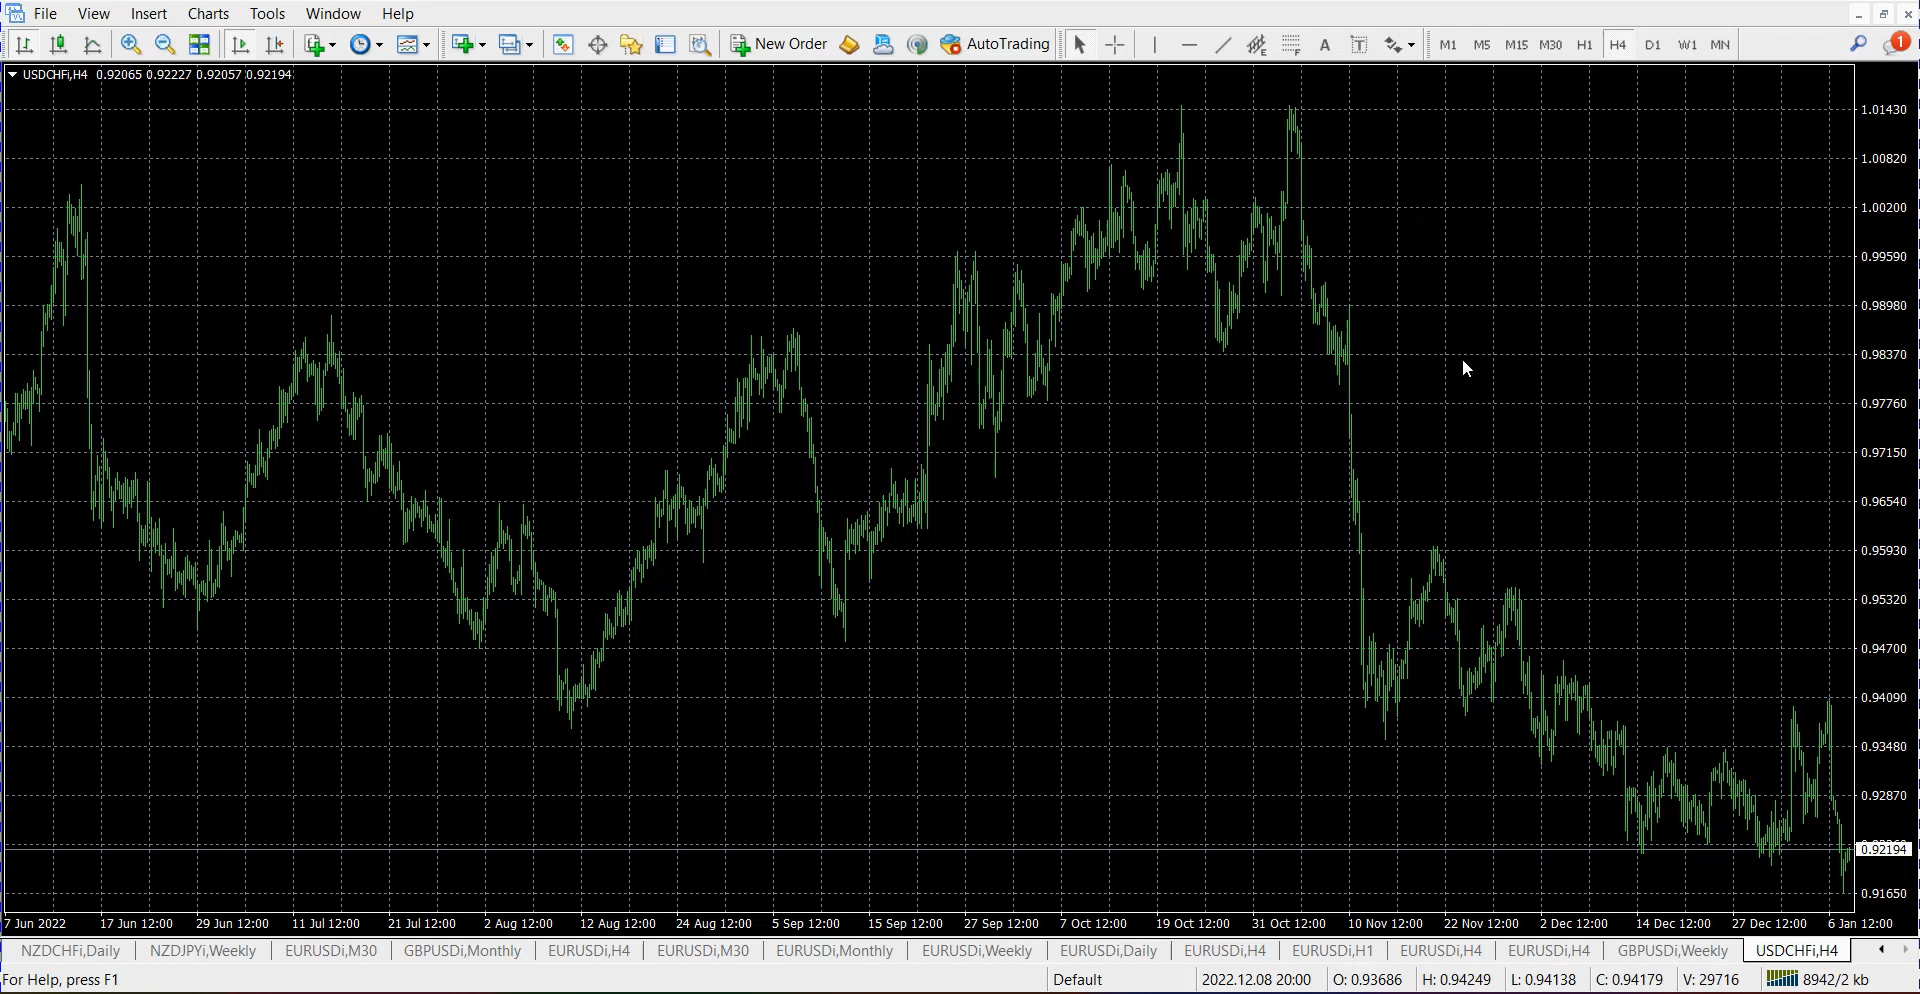 File View Insert Charts Tools Window Help
New Order AutoTrading A T M1 M5 M15 M30 H1 H4 D1 W1 MN 1
USDCHFi,H4 0.92065 0.92227 0.92057 0.92194
1.01430
1.00820
1.00200
0.99590
0.98980
0.98370
0.97760
0.97150
0.96540
0.95930
0.95320
0.94700
0.94090
0.93480
0.92870
0.92194
0.91650
7 Jun 2022 17 Jun 12:00 29 Jun 12:00 11 Jul 12:00 21 Jul 12:00 2 Aug 12:00 12 Aug 12:00 24 Aug 12:00 5 Sep 12:00 15 Sep 12:00 27 Sep 12:00 7 Oct 12:00 19 Oct 12:00 31 Oct 12:00 10 Nov 12:00 22 Nov 12:00 2 Dec 12:00 14 Dec 12:00 27 Dec 12:00 6 Jan 12:00
NZDCHFi,Daily NZDJPYi,Weekly EURUSDi,M30 GBPUSDi,Monthly EURUSDi,H4 EURUSDi,M30 EURUSDi,Monthly EURUSDi,Weekly EURUSDi,Daily EURUSDi,H4 EURUSDi,H1 EURUSDi,H4 EURUSDi,H4 GBPUSDi,Weekly USDCHFi,H4
For Help, press F1 Default 2022.12.08 20:00 O: 0.93686 H: 0.94249 L: 0.94138 C: 0.94179 V: 29716 8942/2 kb